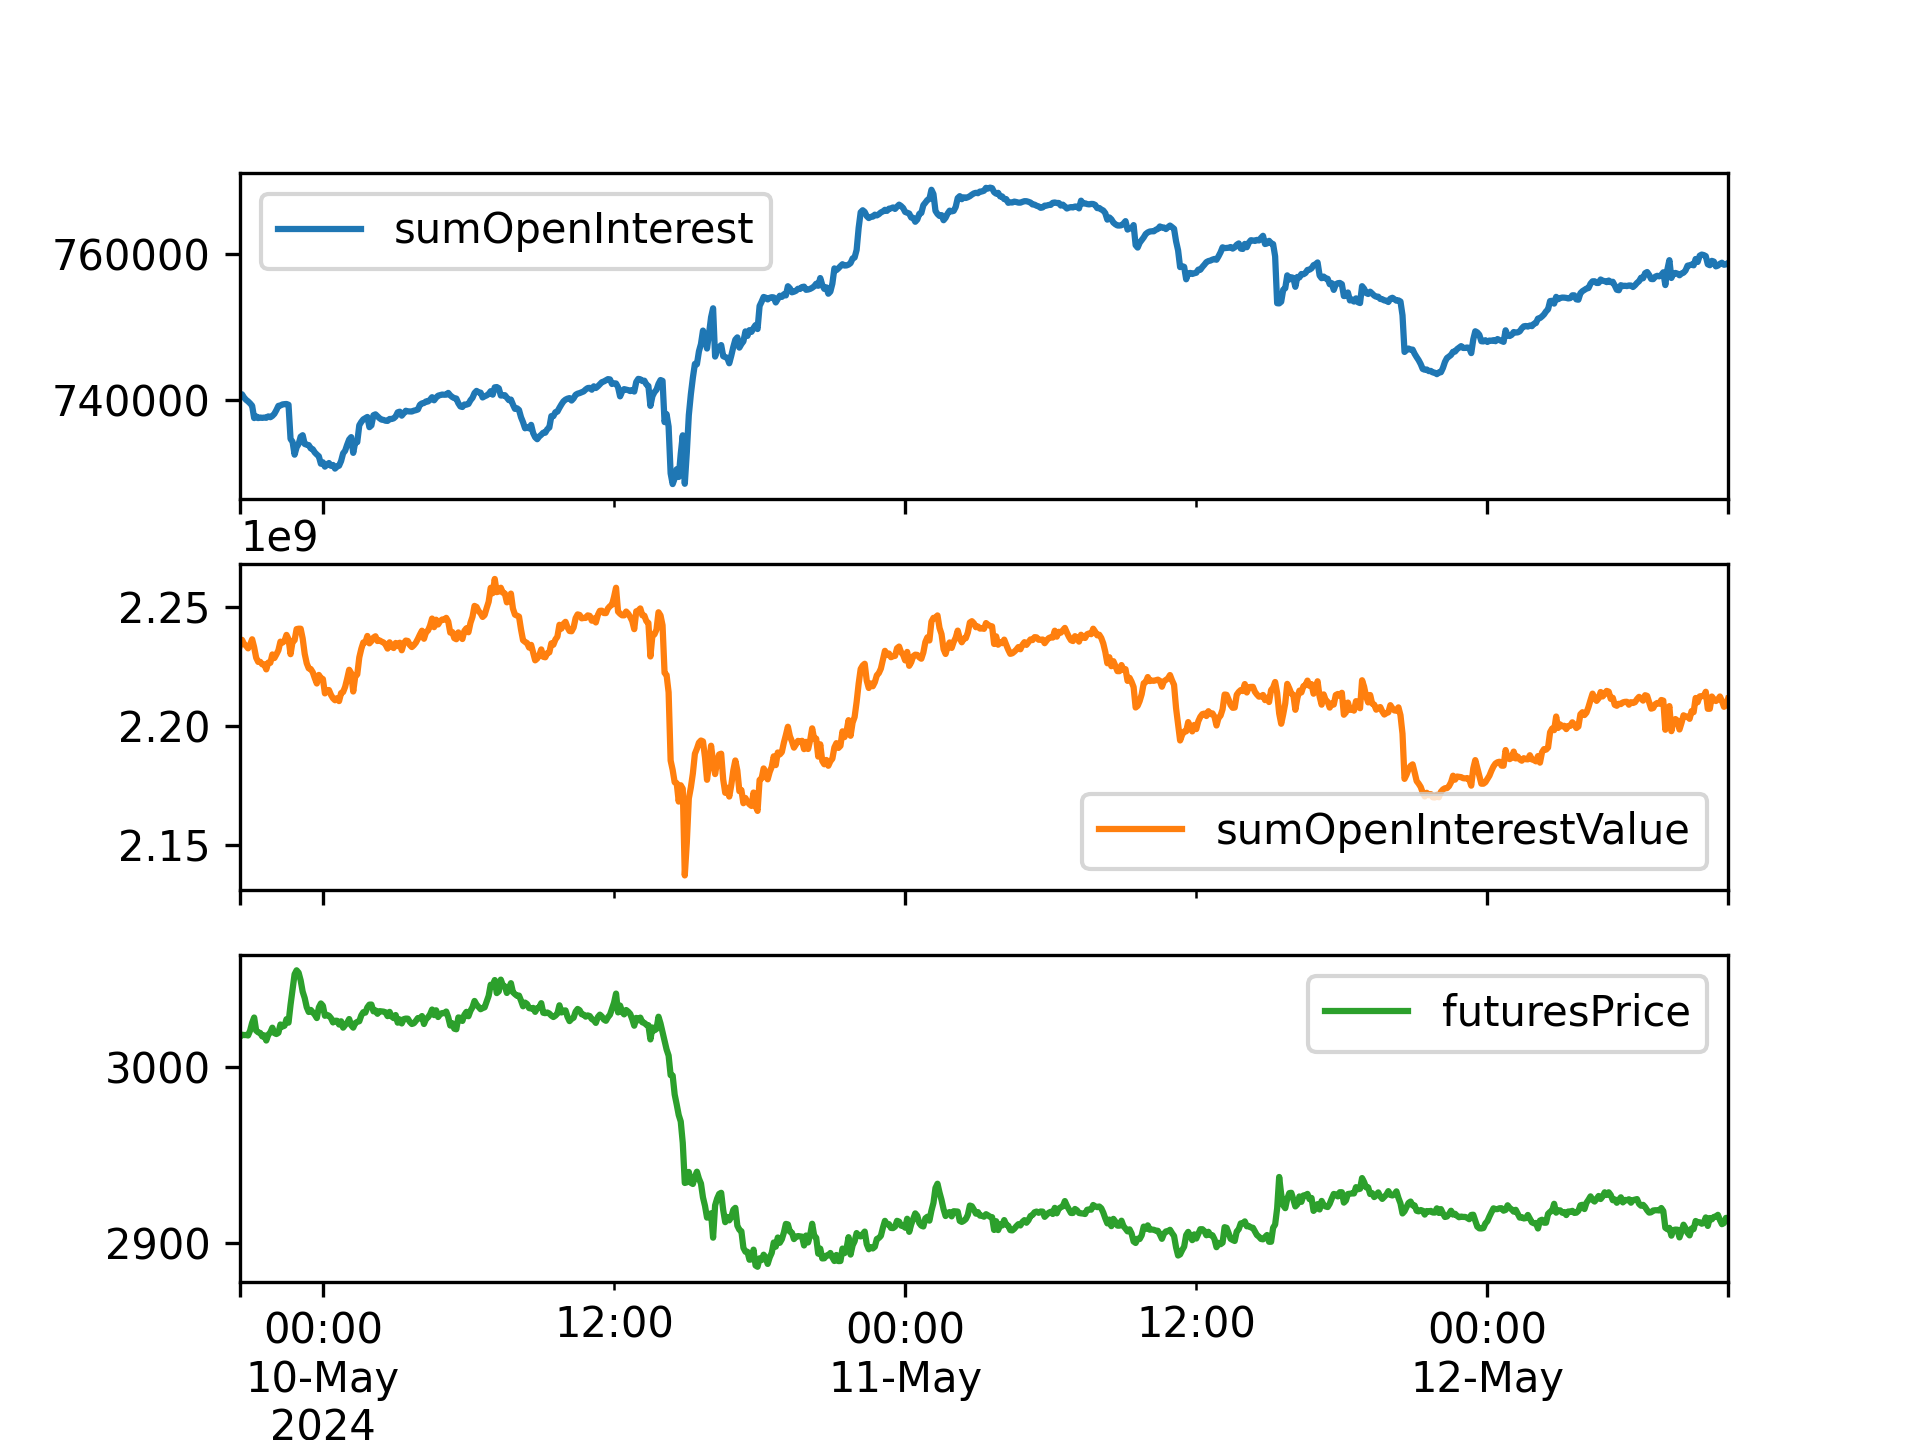 sumOpenInterest
760000
740000
1e9
2.25
2.20
2.15
sumOpenInterestValue
futuresPrice
3000
2900
00:00 12:00 00:00 12:00 00:00
10-May 11-May 12-May
2024